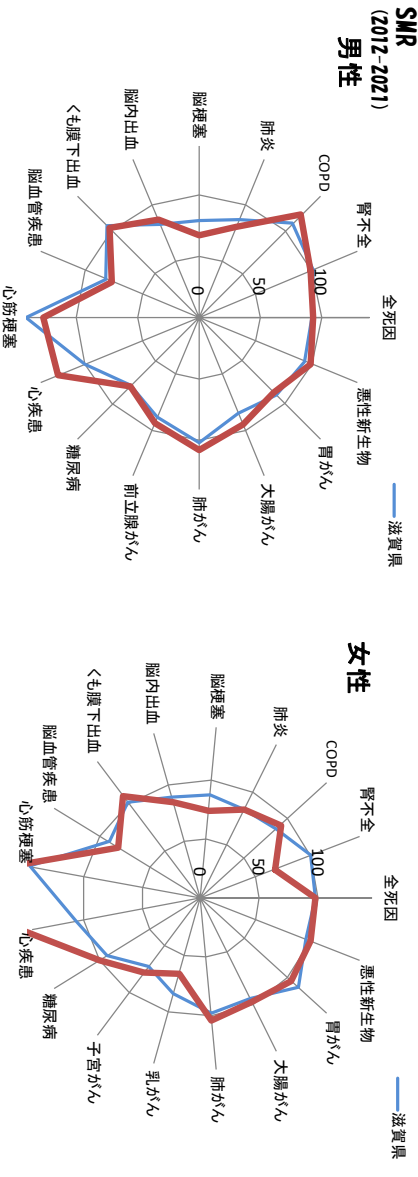 SMR
(2012-2021)
男性
全死因
悪性新生物
胃がん
大腸がん
肺がん
前立腺がん
糖尿病
心疾患
心筋梗塞
脳血管疾患
くも膜下出血
脳内出血
脳梗塞
肺炎
COPD
腎不全
0
50
100
滋賀県
女性
全死因
悪性新生物
胃がん
大腸がん
肺がん
乳がん
子宮がん
糖尿病
心疾患
心筋梗塞
脳血管疾患
くも膜下出血
脳内出血
脳梗塞
肺炎
COPD
腎不全
0
50
100
滋賀県